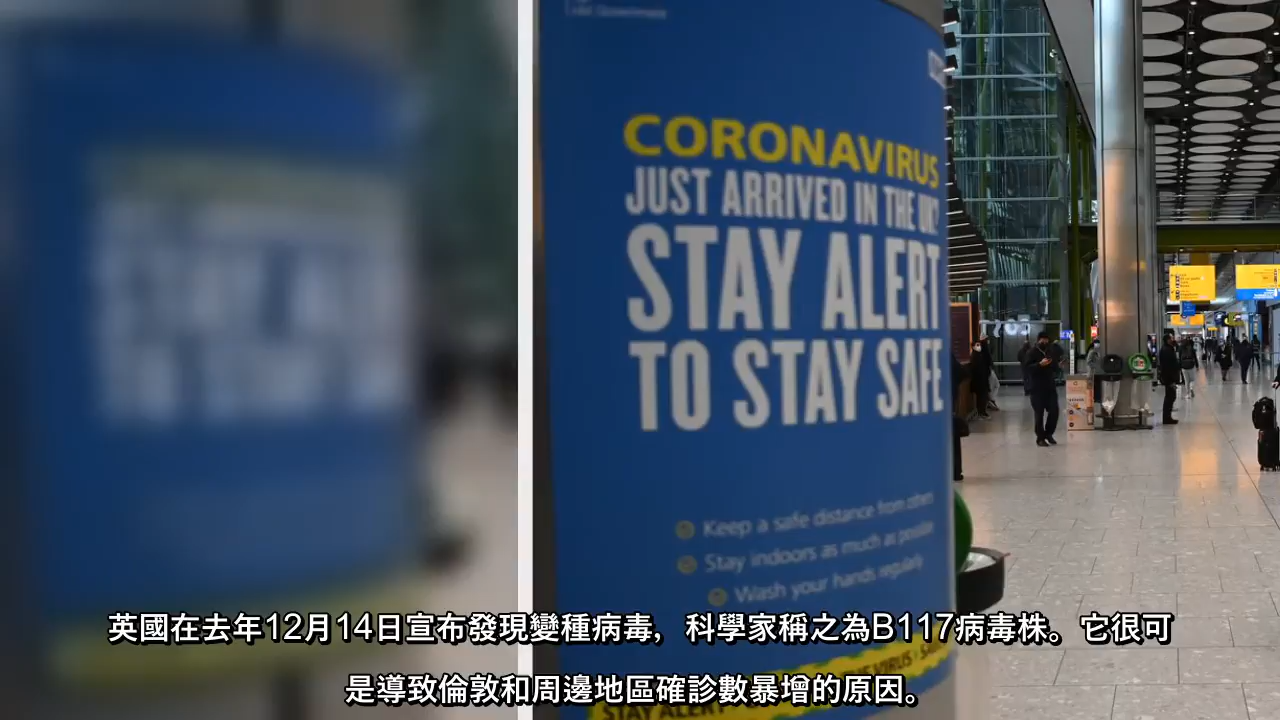 CORONAVIRUS
JUST ARRIVED IN THE UK?
STAY ALERT
TO STAY SAFE
Keep a safe distance from others
Stay indoors as much as possible
Wash your hands regularly
英國在去年12月14日宣布發現變種病毒，科學家稱之為B117病毒株。它很可
是導致倫敦和周邊地區確診數暴增的原因。
STAY ALERT
VIRUS